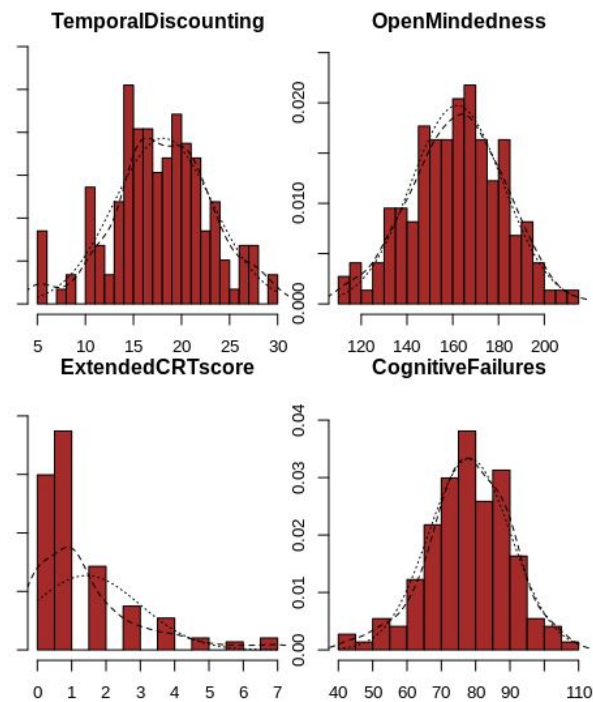 TemporalDiscounting
OpenMindedness
0.000 0.010 0.020
5 10 15 20 25 30
120 140 160 180 200
ExtendedCRTscore
CognitiveFailures
0.00 0.01 0.02 0.03 0.04
0 1 2 3 4 5 6 7
40 50 60 70 80 90 110